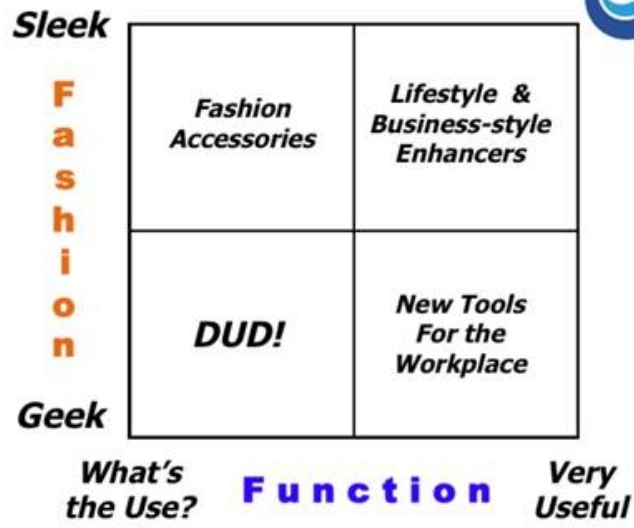 Sleek
Fashion
Fashion
Accessories
Lifestyle &
Business-style
Enhancers
DUD!
New Tools
For the
Workplace
Geek
What's
the Use?
Function
Very
Useful